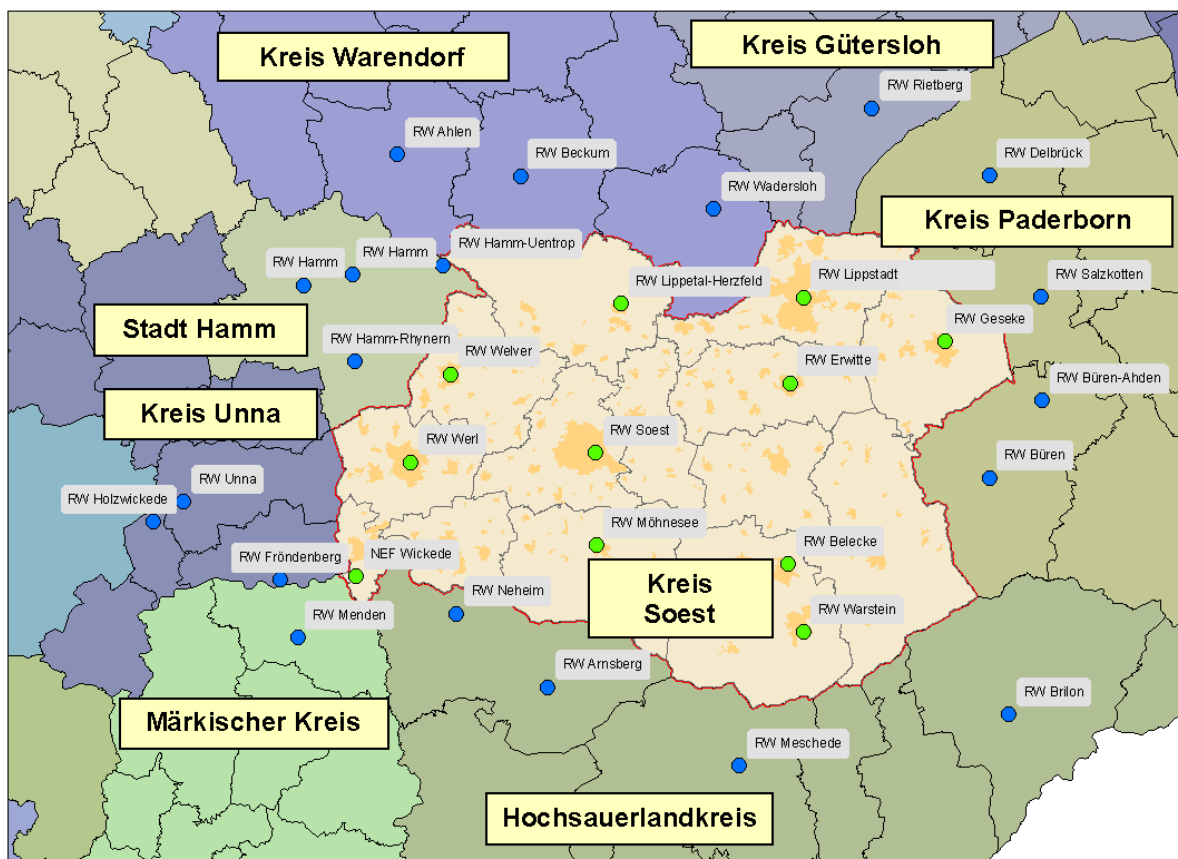 Kreis Warendorf
Kreis Gütersloh
RW Rietberg
RW Ahlen
RW Beckum
RW Delbrück
RW Wadersloh
Kreis Paderborn
RW Hamm-Uentrop
RW Hamm
RW Hamm
RW Lippetal-Herzfeld
RW Lippstadt
RW Salzkotten
Stadt Hamm
RW Geseke
RW Hamm-Rhynern
RW Welver
RW Erwitte
RW Büren-Ahden
Kreis Unna
RW Werl
RW Soest
RW Büren
RW Unna
RW Holzwickede
RW Möhnesee
RW Fröndenberg
NEF Wickede
RW Belecke
Kreis
Soest
RW Neheim
RW Menden
RW Warstein
RW Arnsberg
RW Brilon
Märkischer Kreis
RW Meschede
Hochsauerlandkreis